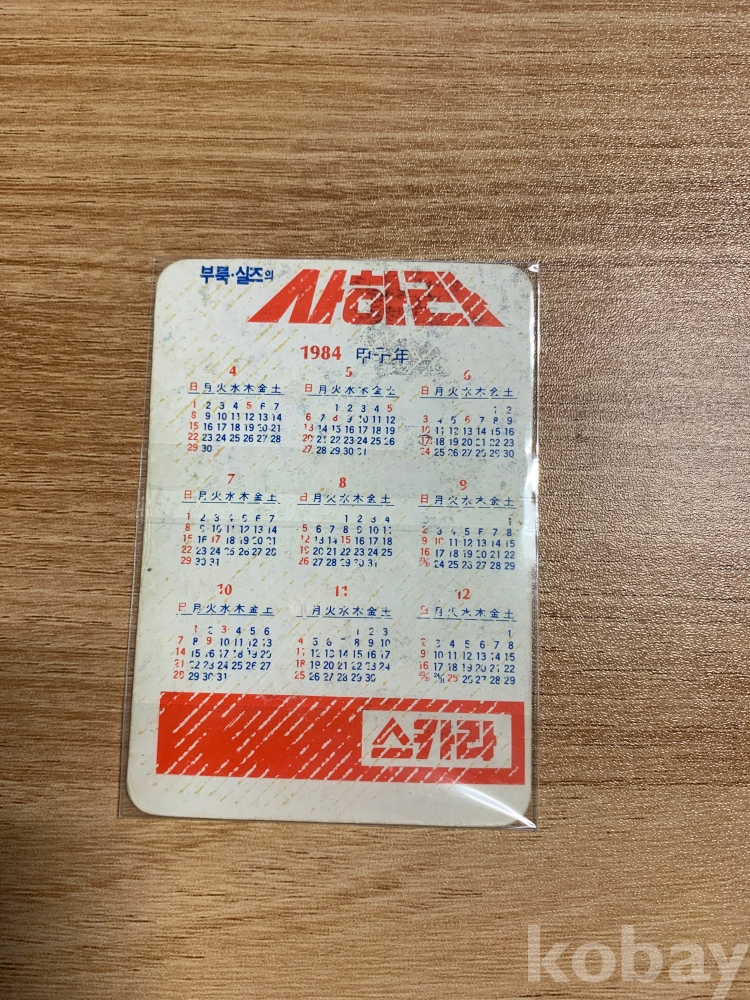 부룩·실즈의
사하라
1984 甲子年
4 5 6
日月火水木金土 日月火水木金土 日月火水木金土
1 2 3 4 5 6 7 1 2 3 4 5 1 2
8 9 10 11 12 13 14 6 7 8 9 10 11 12 3 4 5 6 7 8 9
15 16 17 18 19 20 21 13 14 15 16 17 18 19 10 11 12 13 14 15 16
22 23 24 25 26 27 28 20 21 22 23 24 25 26 17 18 19 20 21 22 23
29 30 27 28 29 30 31 24 25 26 27 28 29 30
7 8 9
日月火水木金土 日月火水木金土 日月火水木金土
1 2 3 4 5 6 7 1 2 3 4 1
8 9 10 11 12 13 14 5 6 7 8 9 10 11 2 3 4 5 6 7 8
15 16 17 18 19 20 21 12 13 14 15 16 17 18 9 10 11 12 13 14 15
22 23 24 25 26 27 28 19 20 21 22 23 24 25 16 17 18 19 20 21 22
29 30 31 26 27 28 29 30 31 23/30 24 25 26 27 28 29
10 11 12
日月火水木金土 日月火水木金土 日月火水木金土
1 2 3 4 5 6 1 2 3 1
7 8 9 10 11 12 13 4 5 6 7 8 9 10 2 3 4 5 6 7 8
14 15 16 17 18 19 20 11 12 13 14 15 16 17 9 10 11 12 13 14 15
21 22 23 24 25 26 27 18 19 20 21 22 23 24 16 17 18 19 20 21 22
28 29 30 31 25 26 27 28 29 30 23/30 24/31 25 26 27 28 29
스카라
kobay